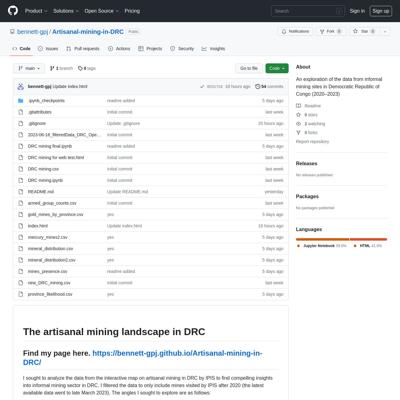 Product Solutions Open Source Pricing Search / Sign in Sign up
bennett-gpj / Artisanal-mining-in-DRC Public Notifications Fork 0 Star 0
Code Issues Pull requests Actions Projects Security Insights
main 1 branch 0 tags Go to file Code
bennett-gpj Update index.html 18 hours ago 54 commits
.ipynb_checkpoints readme added 5 days ago
.gitattributes initial commit last week
.gitignore Update .gitignore 20 hours ago
2023-06-16_filteredData_DRC_Ope... initial commit last week
DRC mining final.ipynb readme added 5 days ago
DRC mining for web test.html readme added 5 days ago
DRC mining.csv initial commit last week
DRC mining.ipynb initial commit last week
README.md Update README.md yesterday
armed_group_counts.csv initial commit last week
gold_mines_by_province.csv yes 5 days ago
index.html Update index.html 18 hours ago
mercury_mines2.csv yes 5 days ago
mineral_distribution.csv yes 5 days ago
mineral_distribution2.csv yes 5 days ago
mines_presence.csv readme added 5 days ago
new_DRC_mining.csv initial commit last week
province_likelihood.csv yes 5 days ago
The artisanal mining landscape in DRC
Find my page here. https://bennett-gpj.github.io/Artisanal-mining-in-
DRC/
I sought to analyze the data from the interactive map on artisanal mining in DRC by IPIS to find compelling insights
into informal mining sector in DRC. I filtered the data to only include mines visited by IPIS after 2020 (the latest
available data went to late March 2023). The angles I sought to explore are as follows:
About
An exploration of the data from informal
mining sites in Democratic Republic of
Congo (2020–2023)
Readme
0 stars
1 watching
0 forks
Report repository
Releases
No releases published
Packages
No packages published
Languages
Jupyter Notebook HTML